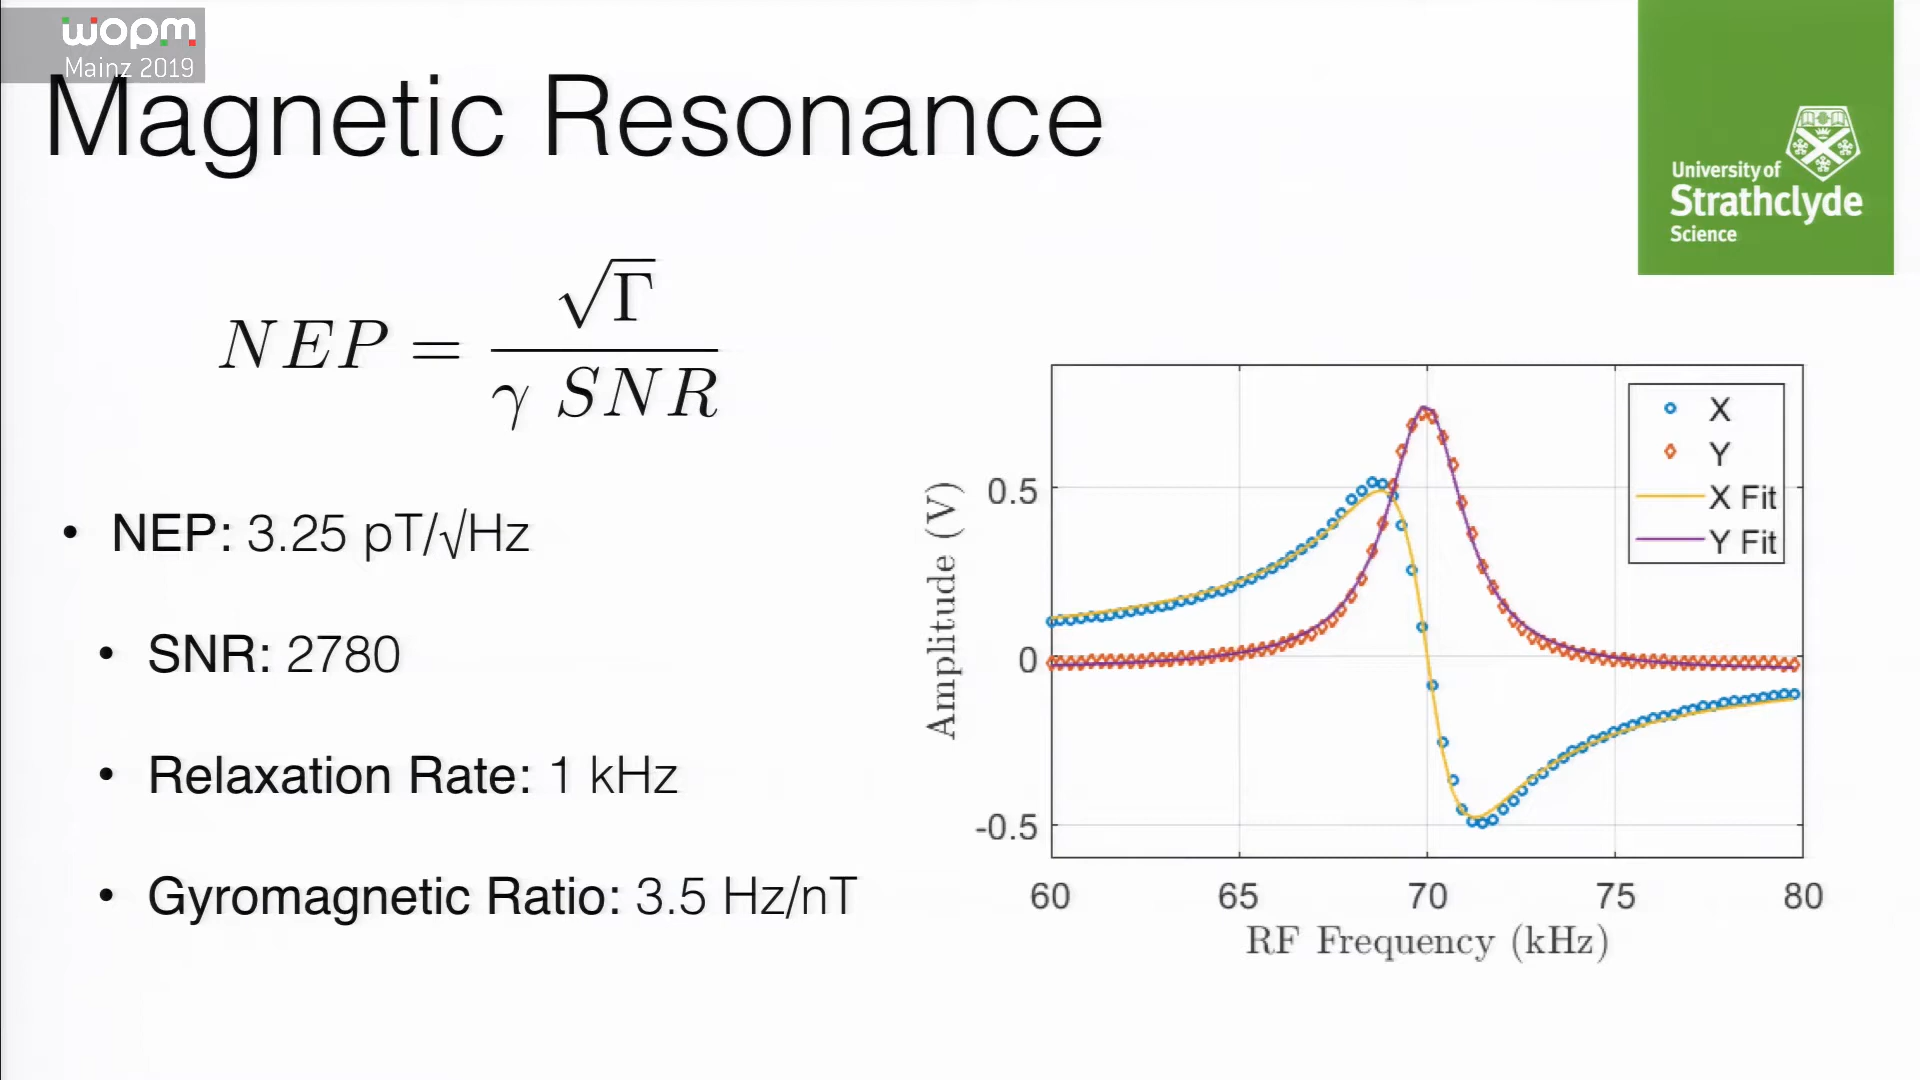 wopm
Mainz 2019
Magnetic Resonance
University of
Strathclyde
Science
NEP = √Γ / γ SNR
• NEP: 3.25 pT/√Hz
• SNR: 2780
• Relaxation Rate: 1 kHz
• Gyromagnetic Ratio: 3.5 Hz/nT
X
Y
X Fit
Y Fit
Amplitude (V)
0.5
0
-0.5
60 65 70 75 80
RF Frequency (kHz)